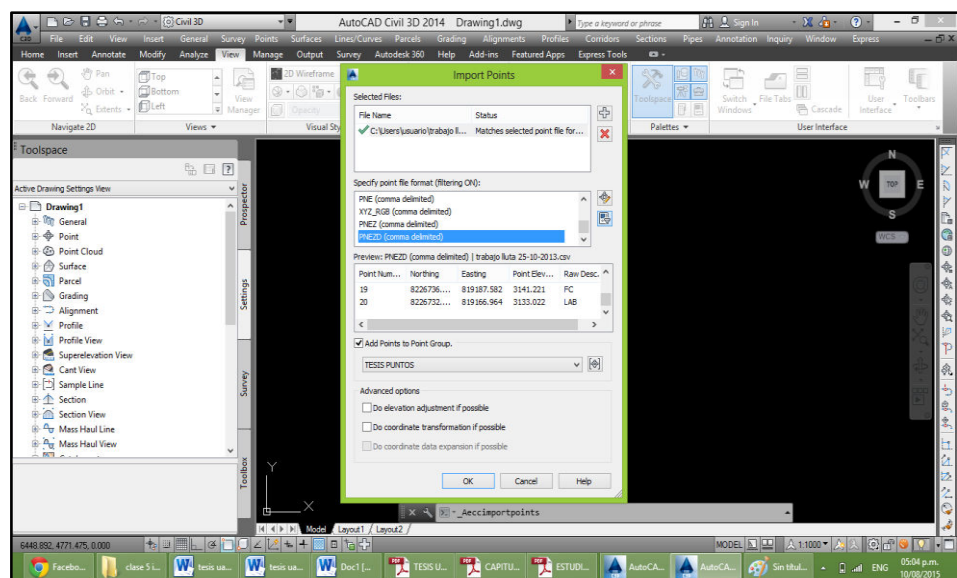 Civil 3D
AutoCAD Civil 3D 2014 Drawing1.dwg
Type a keyword or phrase
Sign In
File Edit View Insert General Survey Points Surfaces Lines/Curves Parcels Grading Alignments Profiles Corridors Sections Pipes Annotation Inquiry Window Express
Home Insert Annotate Modify Analyze View Manage Output Survey Autodesk 360 Help Add-ins Featured Apps Express Tools
Back Forward
Pan
Orbit
Extents
Top
Bottom
Left
View Manager
2D Wireframe
Opacity
Toolspace
Switch Windows
File Tabs
Cascade
User Interface
Toolbars
Navigate 2D
Views
Visual Sty
Palettes
User Interface
Toolspace
Active Drawing Settings View
Drawing1
General
Point
Point Cloud
Surface
Parcel
Grading
Alignment
Profile
Profile View
Superelevation View
Cant View
Sample Line
Section
Section View
Mass Haul Line
Mass Haul View
Prospector
Settings
Survey
Toolbox
Import Points
Selected Files:
File Name Status
C:\Users\usuario\trabajo ll... Matches selected point file for...
Specify point file format (filtering ON):
PNE (comma delimited)
XYZ_RGB (comma delimited)
PNEZ (comma delimited)
PNEZD (comma delimited)
Preview: PNEZD (comma delimited) | trabajo lluta 25-10-2013.csv
Point Num... Northing Easting Point Elev... Raw Desc.
19 8226736.... 819187.582 3141.221 FC
20 8226732.... 819166.964 3133.022 LAB
Add Points to Point Group.
TESIS PUNTOS
Advanced options
Do elevation adjustment if possible
Do coordinate transformation if possible
Do coordinate data expansion if possible
OK Cancel Help
N
W TOP E
S
WCS
Y
X
-_Aeccimportpoints
Model Layout1 Layout2
6448.892, 4771.475, 0.000
MODEL
1:1000
Facebo...
clase 5 i...
tesis ua...
tesis ua...
Doc1 [...
TESIS U...
CAPITU...
ESTUDI...
AutoCA...
AutoCA...
Sin títul...
ENG
05:04 p.m.
10/08/2015